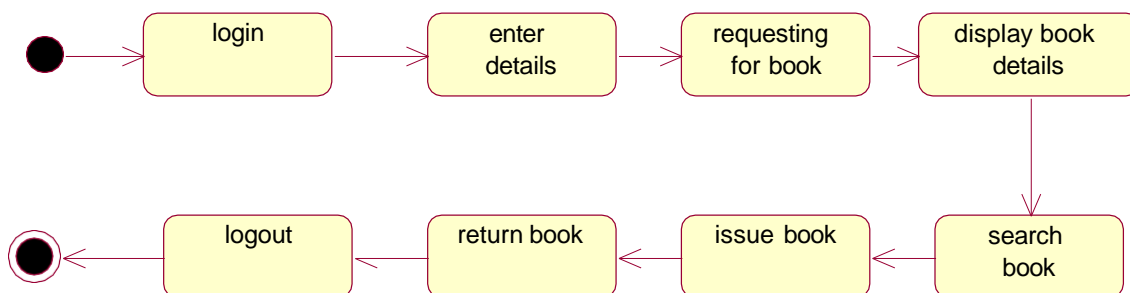 login
enter
details
requesting
for book
display book
details
search
book
issue book
return book
logout